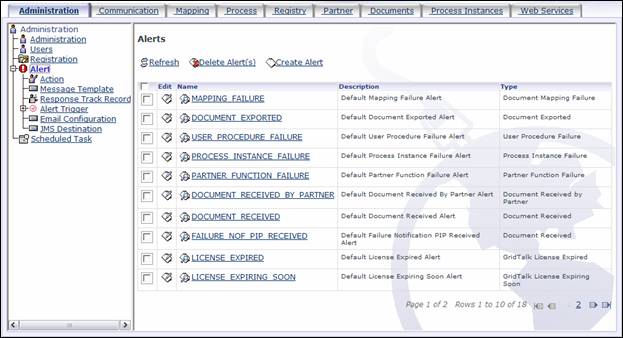 Administration Communication Mapping Process Registry Partner Documents Process Instances Web Services
Administration
Administration
Users
Registration
Alert
Action
Message Template
Response Track Record
Alert Trigger
Email Configuration
JMS Destination
Scheduled Task
Alerts
Refresh Delete Alert(s) Create Alert
Edit Name Description Type
MAPPING_FAILURE Default Mapping Failure Alert Document Mapping Failure
DOCUMENT_EXPORTED Default Document Exported Alert Document Exported
USER_PROCEDURE_FAILURE Default User Procedure Failure Alert User Procedure Failure
PROCESS_INSTANCE_FAILURE Default Process Instance Failure Alert Process Instance Failure
PARTNER_FUNCTION_FAILURE Default Partner Function Failure Alert Partner Function Failure
DOCUMENT_RECEIVED_BY_PARTNER Default Document Received By Partner Alert Document Received by
Partner
DOCUMENT_RECEIVED Default Document Received Alert Document Received
FAILURE_NOF_PIP_RECEIVED Default Failure Notification PIP Received Document Received
Alert
LICENSE_EXPIRED Default License Expired Alert GridTalk License Expired
LICENSE_EXPIRING_SOON Default License Expiring Soon Alert GridTalk License Expiring
Soon
Page 1 of 2 Rows 1 to 10 of 18 2